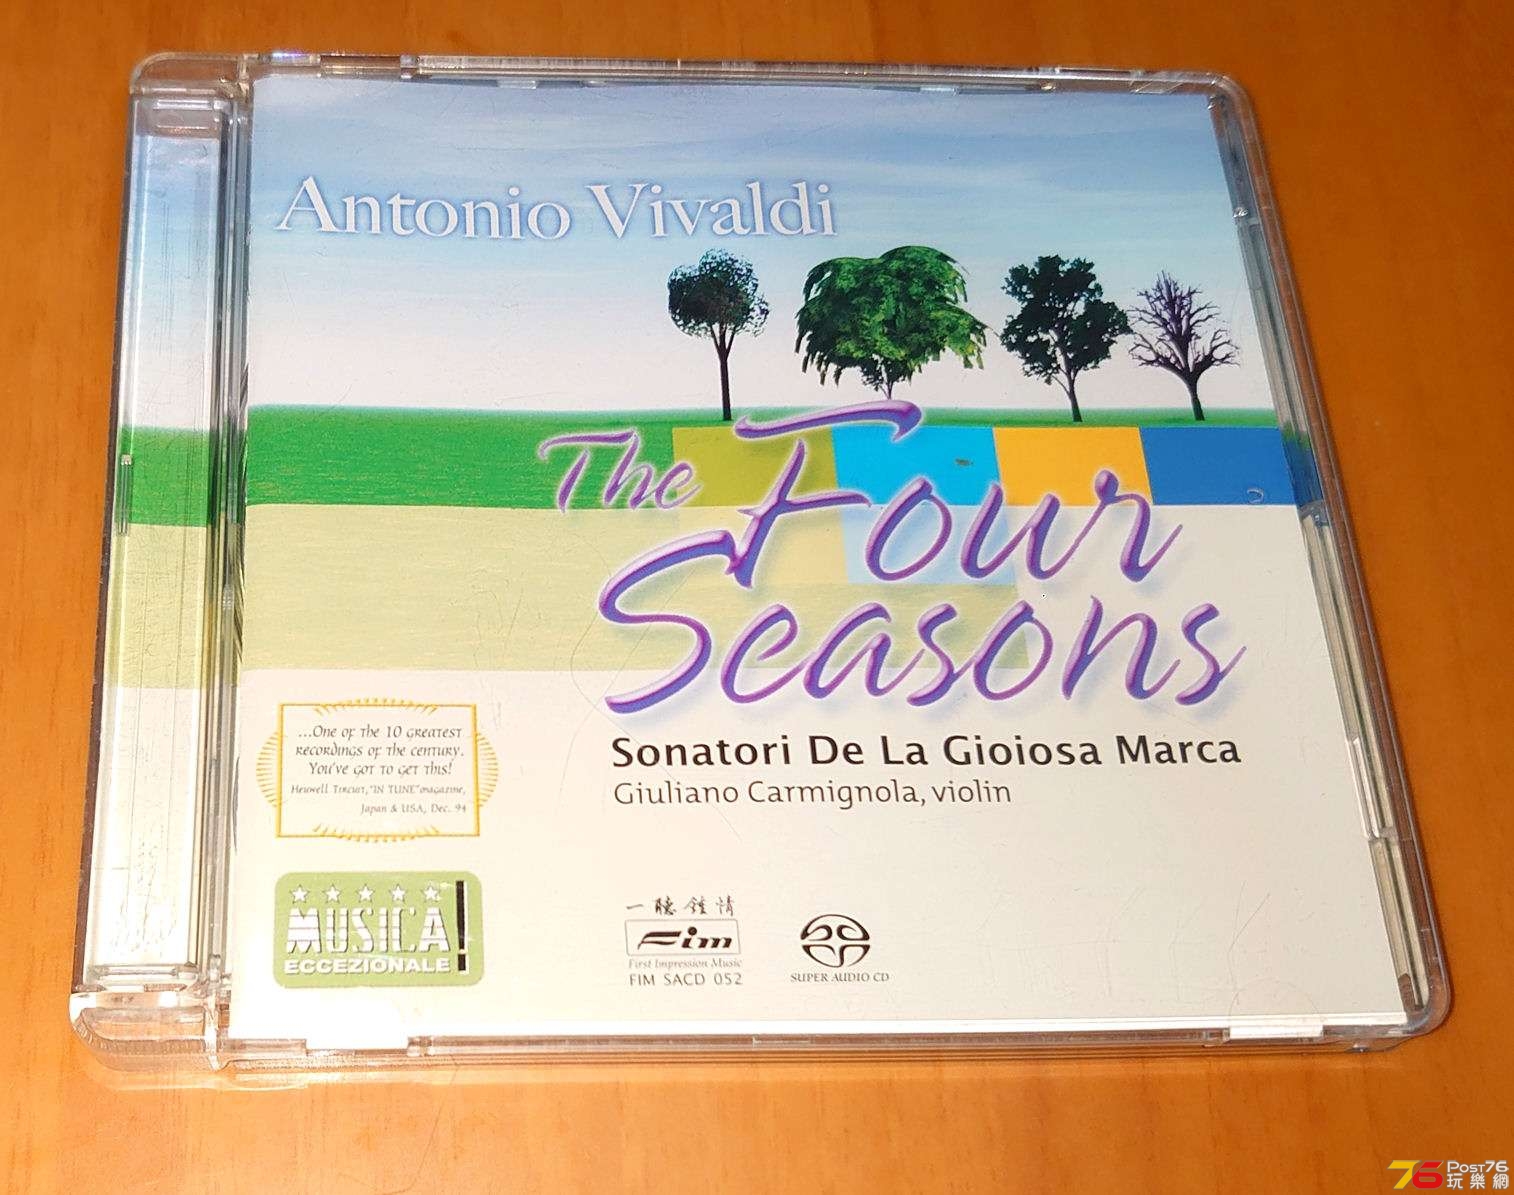 Antonio Vivaldi
The Four
Seasons
Sonatori De La Gioiosa Marca
Giuliano Carmignola, violin
...One of the 10 greatest
recordings of the century.
You've got to get this!
"IN TUNE" magazine,
Japan & USA, Dec. 94
MUSICA!
ECCEZIONALE
一聽鍾情
Fim
First Impression Music
FIM SACD 052
SUPER AUDIO CD
76 Post76
玩樂網